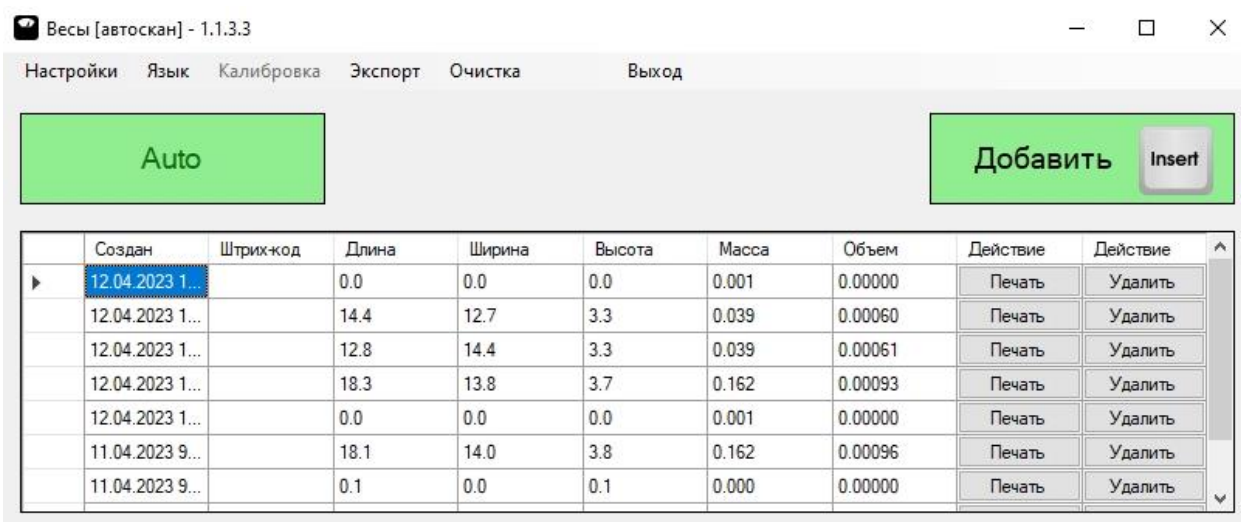 Весы [автоскан] - 1.1.3.3
Настройки Язык Калибровка Экспорт Очистка Выход
Auto Добавить Insert
Создан Штрих-код Длина Ширина Высота Масса Объем Действие Действие
12.04.2023 1... 0.0 0.0 0.0 0.001 0.00000 Печать Удалить
12.04.2023 1... 14.4 12.7 3.3 0.039 0.00060 Печать Удалить
12.04.2023 1... 12.8 14.4 3.3 0.039 0.00061 Печать Удалить
12.04.2023 1... 18.3 13.8 3.7 0.162 0.00093 Печать Удалить
12.04.2023 1... 0.0 0.0 0.0 0.001 0.00000 Печать Удалить
11.04.2023 9... 18.1 14.0 3.8 0.162 0.00096 Печать Удалить
11.04.2023 9... 0.1 0.0 0.1 0.000 0.00000 Печать Удалить